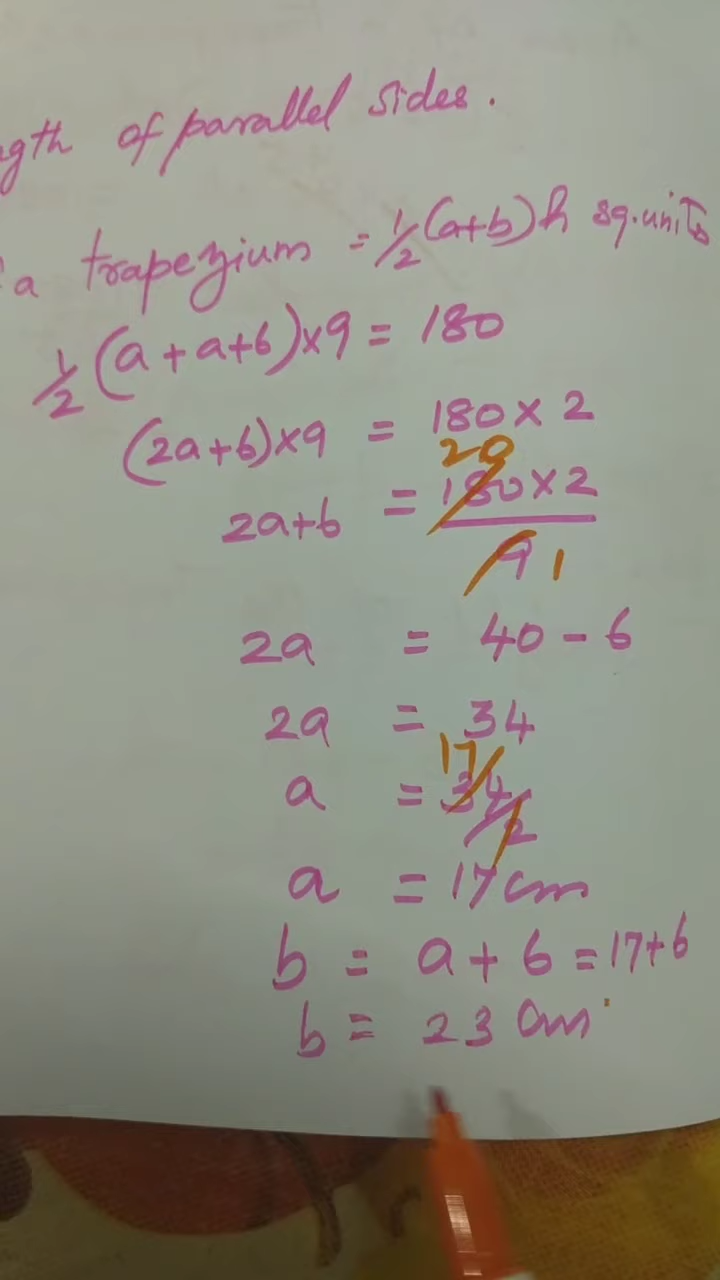 of parallel sides.
a trapezium = 1/2 (a+b) h sq.units
1/2 (a + a + 6) × 9 = 180
(2a+6) × 9 = 180 × 2
20
2a+6 = 180 × 2
9 1
2a = 40 - 6
2a = 34
17
a = 34/2
a = 17 cm
b = a + 6 = 17+6
b = 23 cm